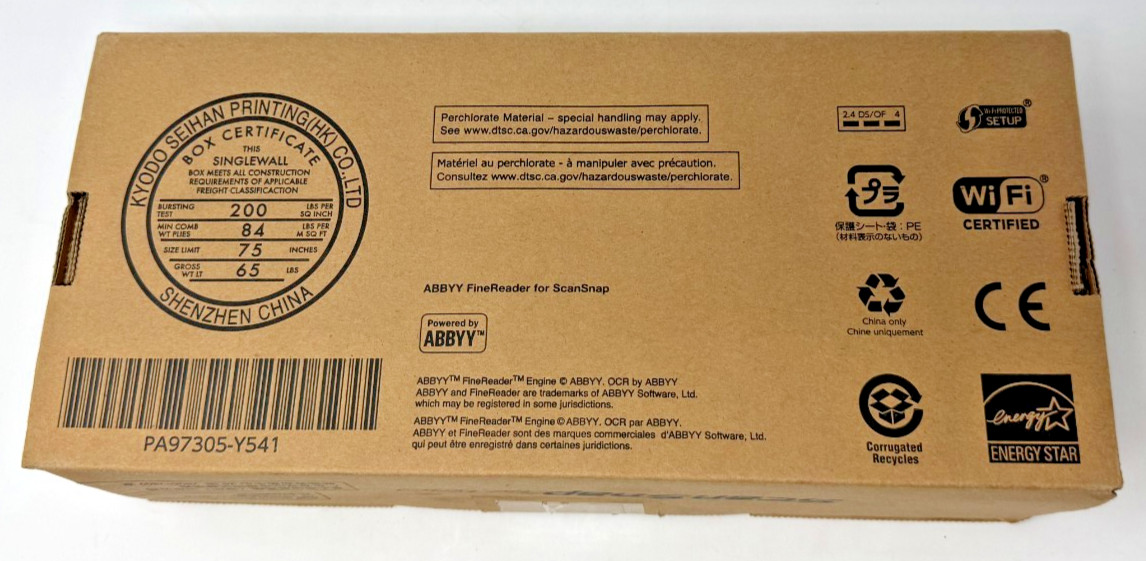 KYODO SEIHAN PRINTING(HK) CO.,LTD
BOX CERTIFICATE
THIS
SINGLEWALL
BOX MEETS ALL CONSTRUCTION
REQUIREMENTS OF APPLICABLE
FREIGHT CLASSIFICACTION
BURSTING TEST 200 LBS PER SQ INCH
MIN COMB WT PLIES 84 LBS PER M SQ FT
SIZE LIMIT 75 INCHES
GROSS WT LT 65 LBS
SHENZHEN CHINA
PA97305-Y541
Perchlorate Material – special handling may apply.
See www.dtsc.ca.gov/hazardouswaste/perchlorate.
Matériel au perchlorate - à manipuler avec précaution.
Consultez www.dtsc.ca.gov/hazardouswaste/perchlorate.
ABBYY FineReader for ScanSnap
Powered by
ABBYY™
ABBYY™ FineReader™ Engine © ABBYY. OCR by ABBYY
ABBYY and FineReader are trademarks of ABBYY Software, Ltd.
which may be registered in some jurisdictions.
ABBYY™ FineReader™ Engine © ABBYY. OCR par ABBYY.
ABBYY et FineReader sont des marques commerciales d'ABBYY Software, Ltd.
qui peut être enregistré dans certaines juridictions.
2.4 DS/OF 4
Wi-Fi PROTECTED
SETUP®
プラ
保護シート・袋 : PE
(材料表示のないもの)
Wi Fi®
CERTIFIED
China only
Chine uniquement
CE
Corrugated
Recycles
energy
ENERGY STAR